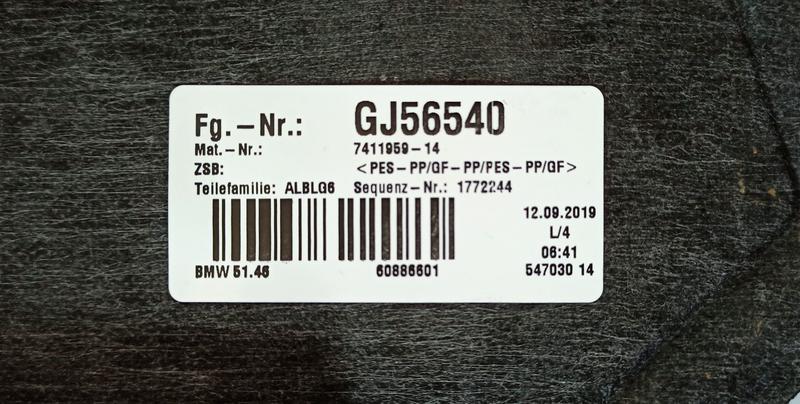 Fg.-Nr.: GJ56540
Mat.-Nr.: 7411959-14
ZSB: <PES-PP/GF-PP/PES-PP/GF>
Teilefamilie: ALBLG6 Sequenz-Nr.: 1772244
12.09.2019
L/4
06:41
BMW 51.46 60886601 547030 14